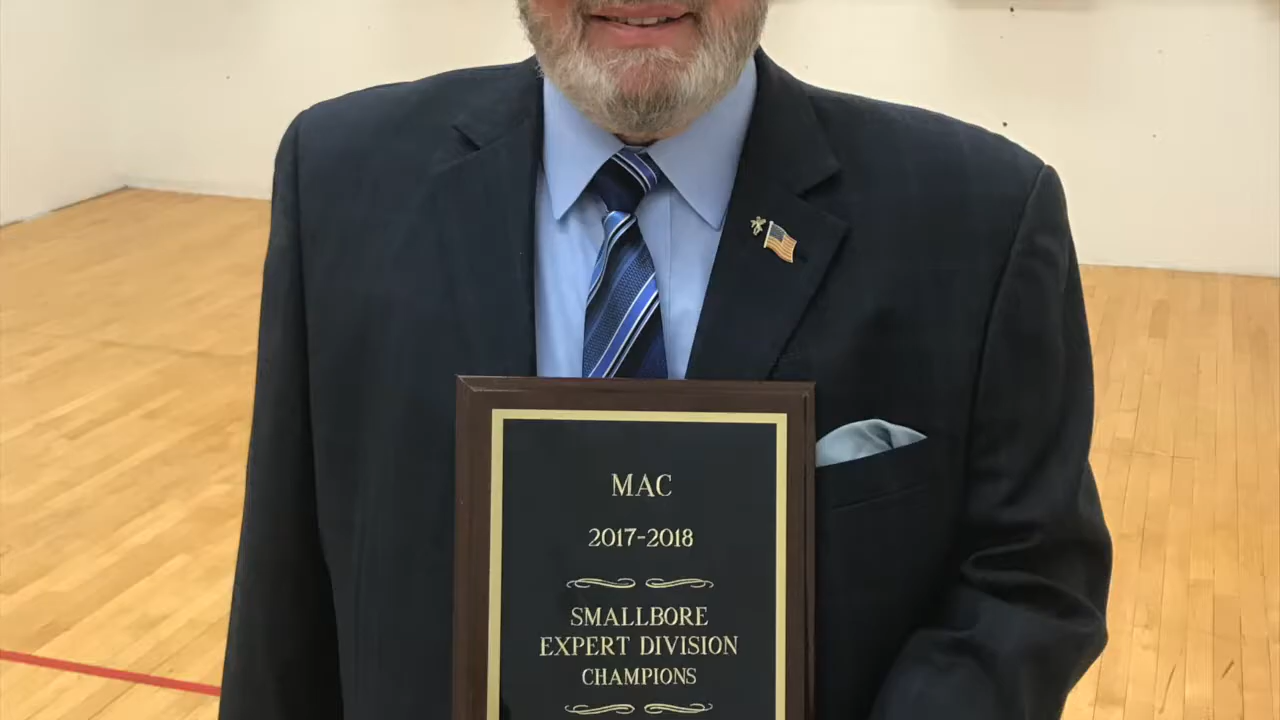 MAC
2017-2018
SMALLBORE
EXPERT DIVISION
CHAMPIONS